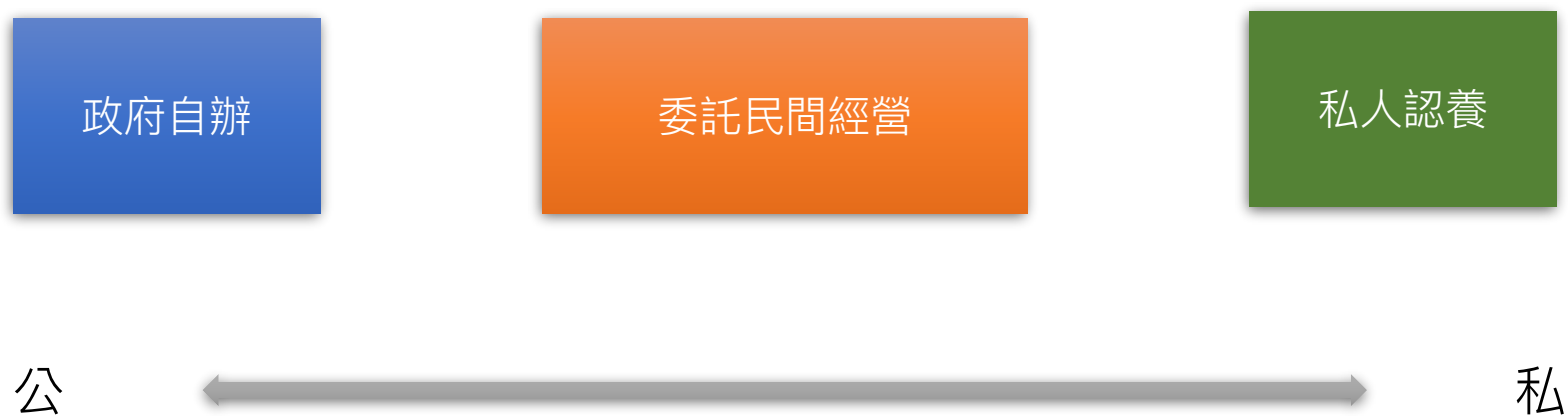 政府自辦
委託民間經營
私人認養
公
私